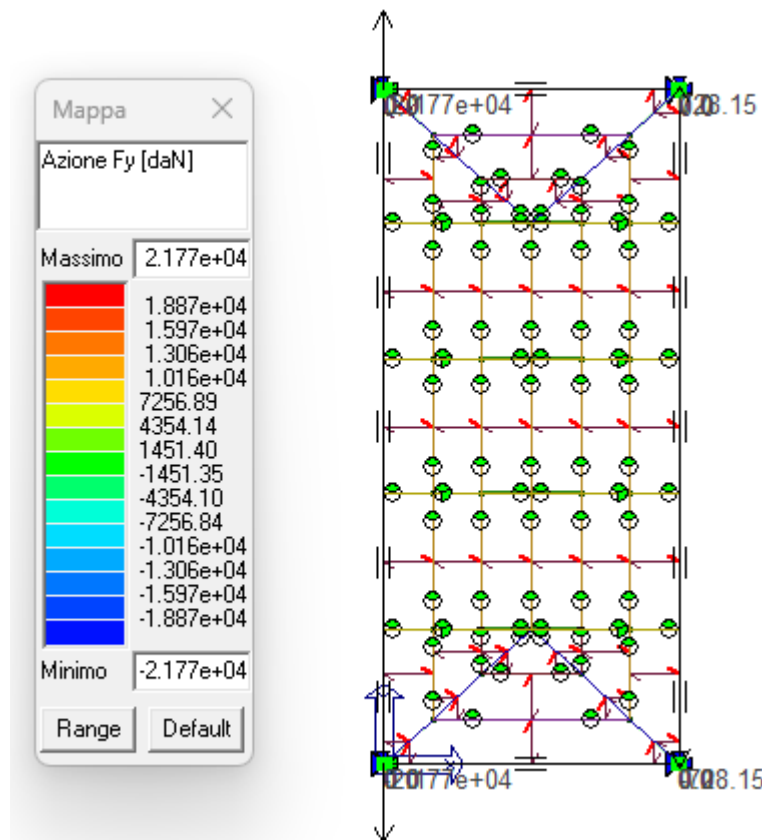 Mappa
Azione Fy [daN]
Massimo 2.177e+04
1.887e+04
1.597e+04
1.306e+04
1.016e+04
7256.89
4354.14
1451.40
-1451.35
-4354.10
-7256.84
-1.016e+04
-1.306e+04
-1.597e+04
-1.887e+04
Minimo -2.177e+04
Range Default